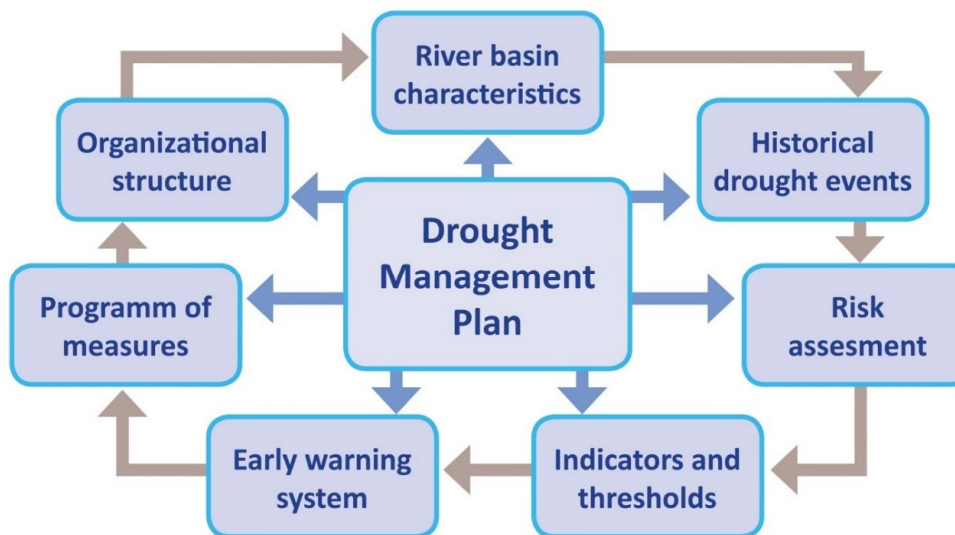 River basin
characteristics
Organizational
structure
Historical
drought events
Drought
Management
Plan
Programm of
measures
Risk
assesment
Early warning
system
Indicators and
thresholds